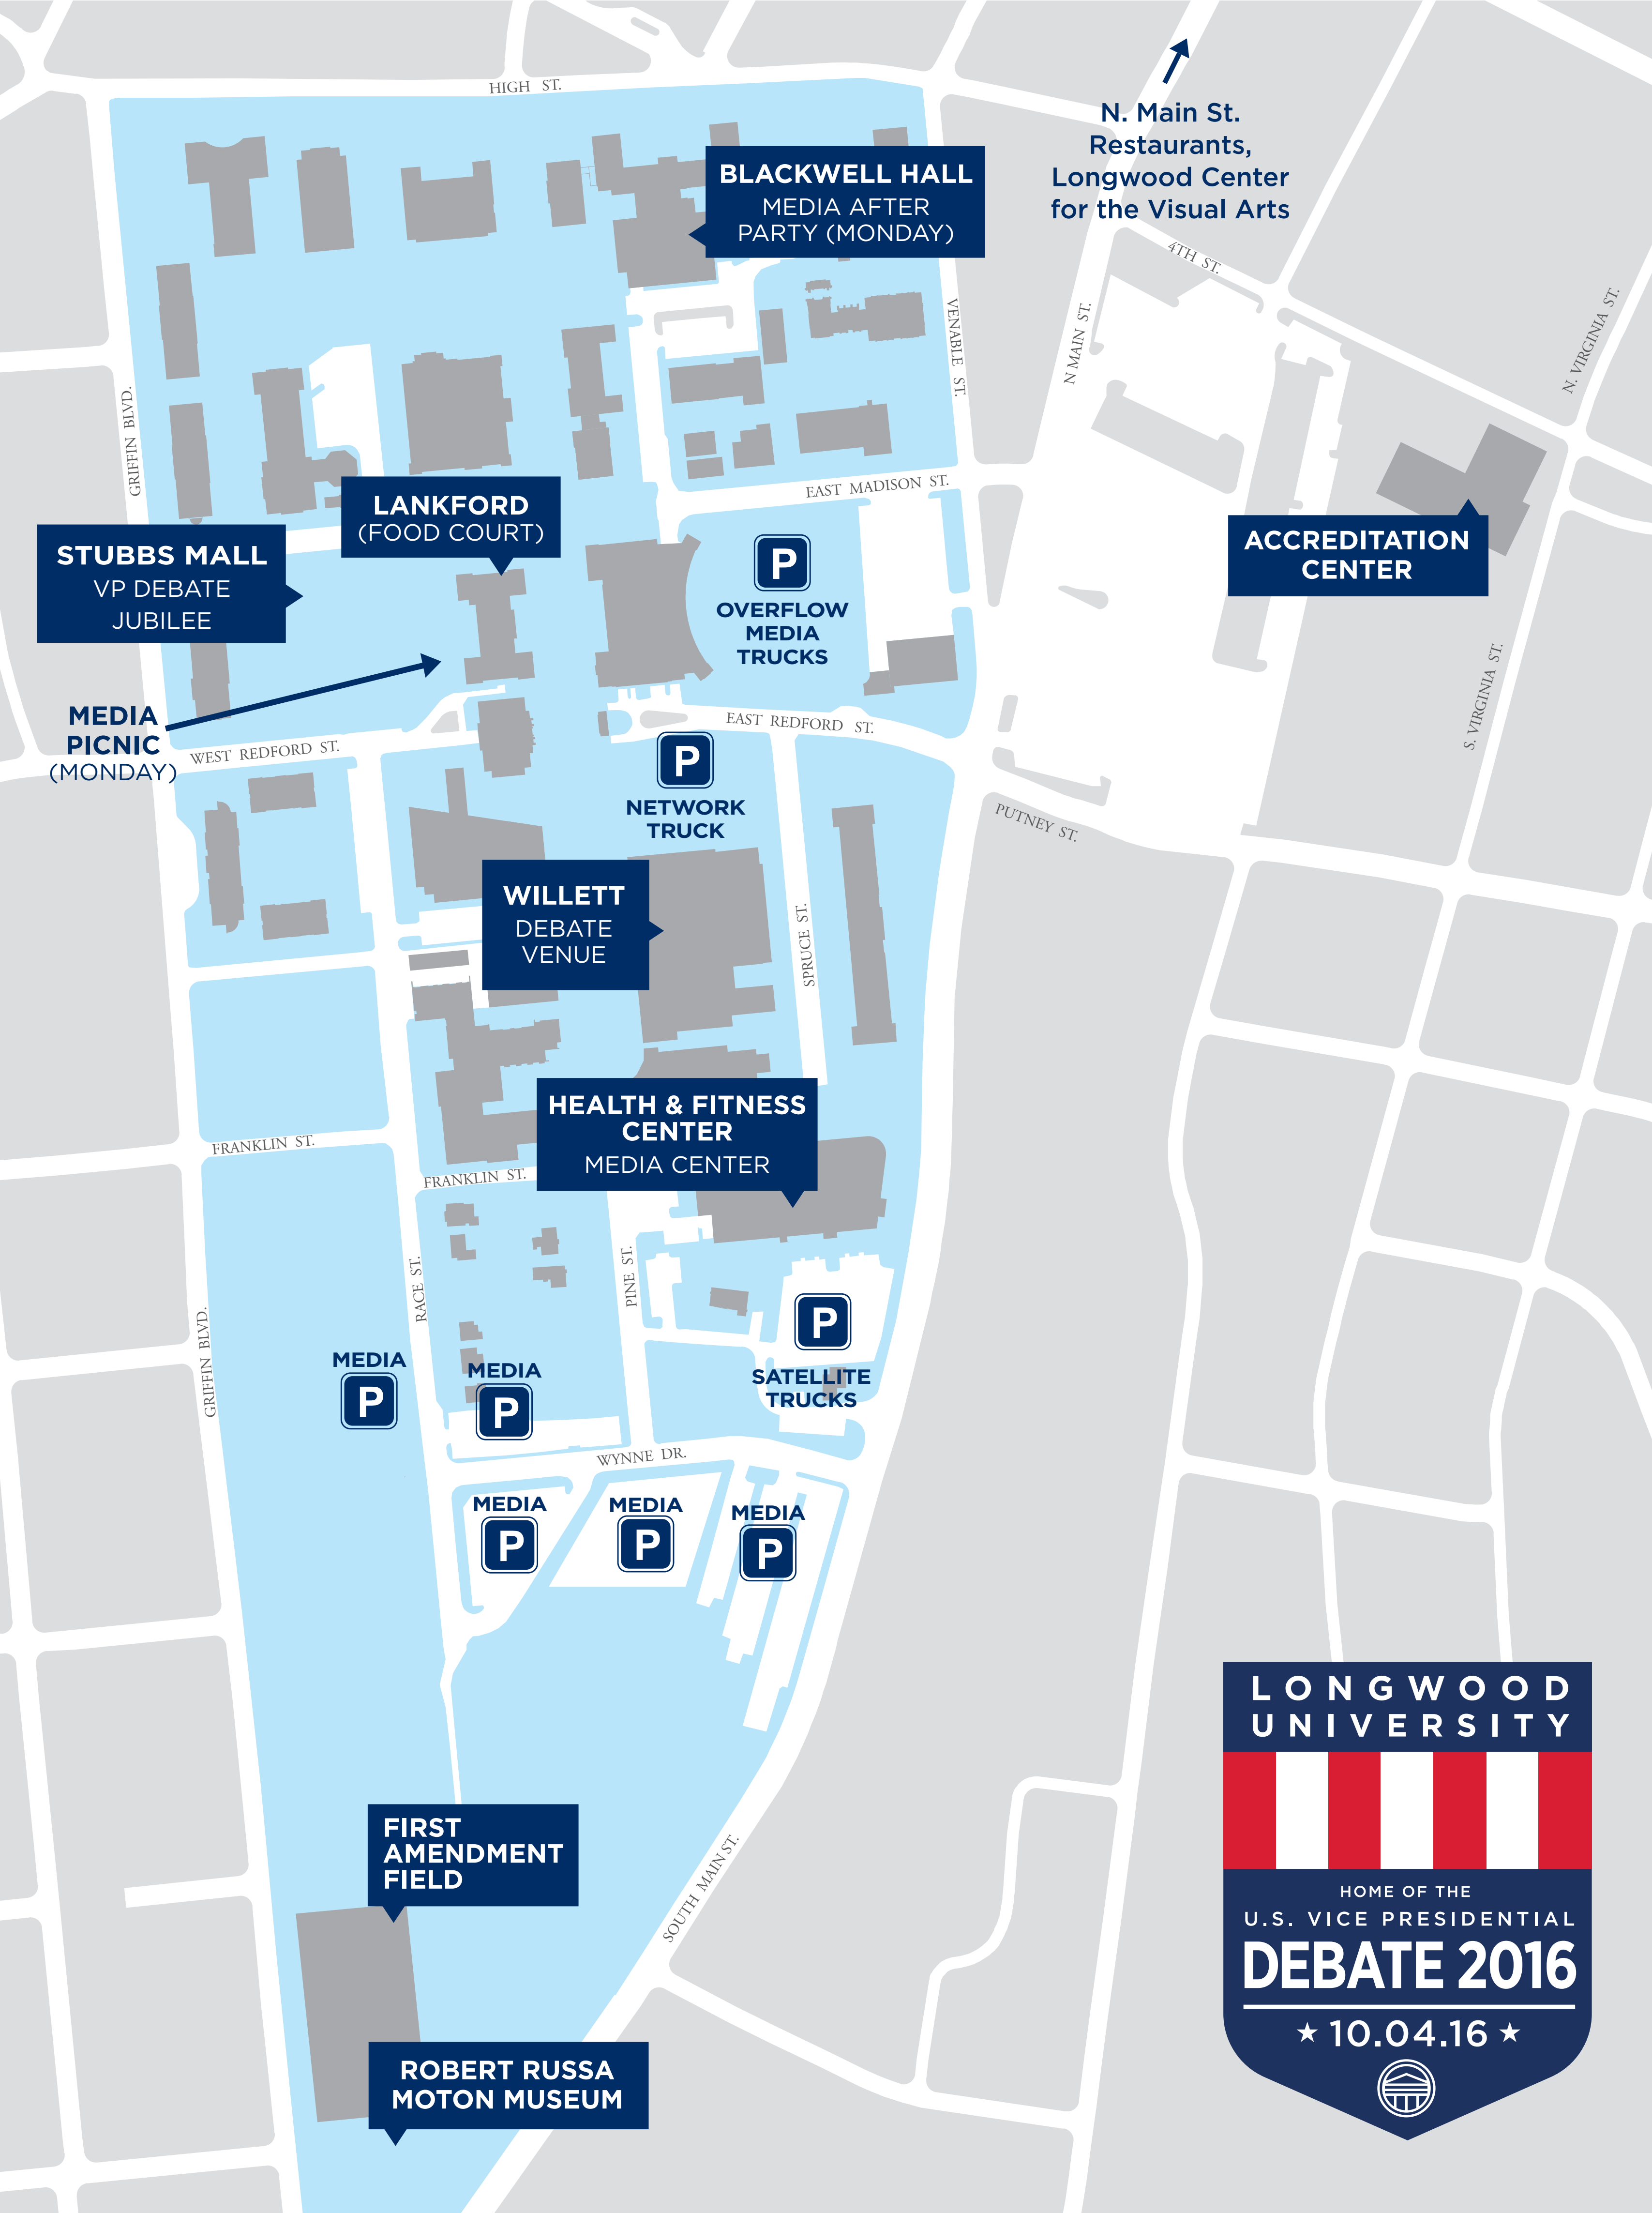 HIGH ST.
N. Main St.
Restaurants,
Longwood Center
for the Visual Arts
BLACKWELL HALL
MEDIA AFTER
PARTY (MONDAY)
4TH ST.
N. VIRGINIA ST.
N MAIN ST.
VENABLE ST.
GRIFFIN BLVD.
EAST MADISON ST.
LANKFORD
(FOOD COURT)
STUBBS MALL
VP DEBATE
JUBILEE
ACCREDITATION
CENTER
P
OVERFLOW
MEDIA
TRUCKS
S. VIRGINIA ST.
MEDIA
PICNIC
(MONDAY)
WEST REDFORD ST.
EAST REDFORD ST.
P
NETWORK
TRUCK
PUTNEY ST.
WILLETT
DEBATE
VENUE
SPRUCE ST.
HEALTH & FITNESS
CENTER
MEDIA CENTER
FRANKLIN ST.
FRANKLIN ST.
RACE ST.
PINE ST.
GRIFFIN BLVD.
P
SATELLITE
TRUCKS
MEDIA
P
MEDIA
P
WYNNE DR.
MEDIA
P
MEDIA
P
MEDIA
P
FIRST
AMENDMENT
FIELD
SOUTH MAIN ST.
ROBERT RUSSA
MOTON MUSEUM
LONGWOOD
UNIVERSITY
HOME OF THE
U.S. VICE PRESIDENTIAL
DEBATE 2016
★ 10.04.16 ★